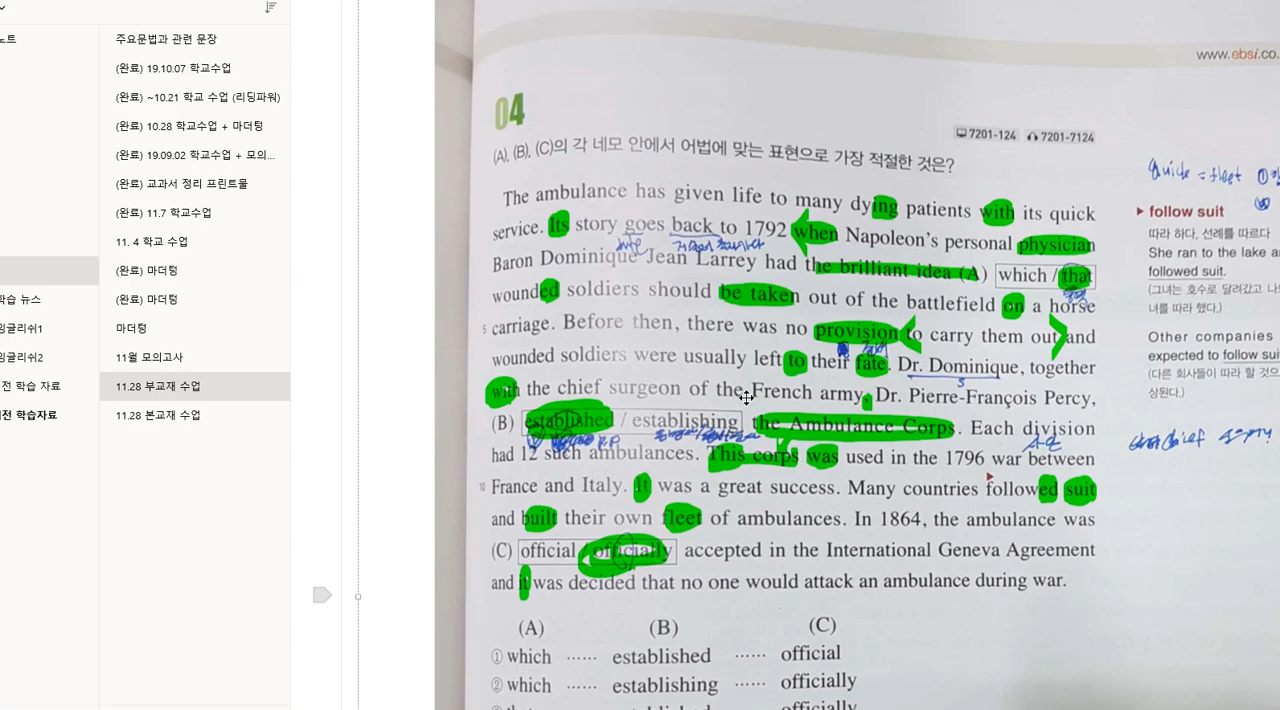 노트
학습 뉴스
잉글리쉬1
잉글리쉬2
전 학습 자료
전 학습자료
주요문법과 관련 문장
(완료) 19.10.07 학교수업
(완료) ~10.21 학교 수업 (리딩파워)
(완료) 10.28 학교수업 + 마더텅
(완료) 19.09.02 학교수업 + 모의...
(완료) 교과서 정리 프린트물
(완료) 11.7 학교수업
11. 4 학교 수업
(완료) 마더텅
(완료) 마더텅
마더텅
11월 모의고사
11.28 부교재 수업
11.28 본교재 수업
www.ebsi.co.
04
7201-124 7201-7124
(A), (B), (C)의 각 네모 안에서 어법에 맞는 표현으로 가장 적절한 것은?
The ambulance has given life to many dying patients with its quick
service. Its story goes back to 1792 when Napoleon's personal physician
Baron Dominique Jean Larrey had the brilliant idea (A) which / that
wounded soldiers should be taken out of the battlefield on a horse
5 carriage. Before then, there was no provision to carry them out and
wounded soldiers were usually left to their fate. Dr. Dominique, together
with the chief surgeon of the French army, Dr. Pierre-François Percy,
(B) established / establishing the Ambulance Corps. Each division
had 12 such ambulances. This corps was used in the 1796 war between
10 France and Italy. It was a great success. Many countries followed suit
and built their own fleet of ambulances. In 1864, the ambulance was
(C) official / officially accepted in the International Geneva Agreement
and it was decided that no one would attack an ambulance during war.
(A) (B) (C)
① which ...... established ...... official
② which ...... establishing ...... officially
officially
quick = fleet
▶ follow suit
따라 하다, 선례를 따르다
She ran to the lake a
followed suit.
(그녀는 호수로 달려갔고 나
녀를 따라 했다.)
Other companies
expected to follow sui
(다른 회사들이 따라 할 것으
상된다.)